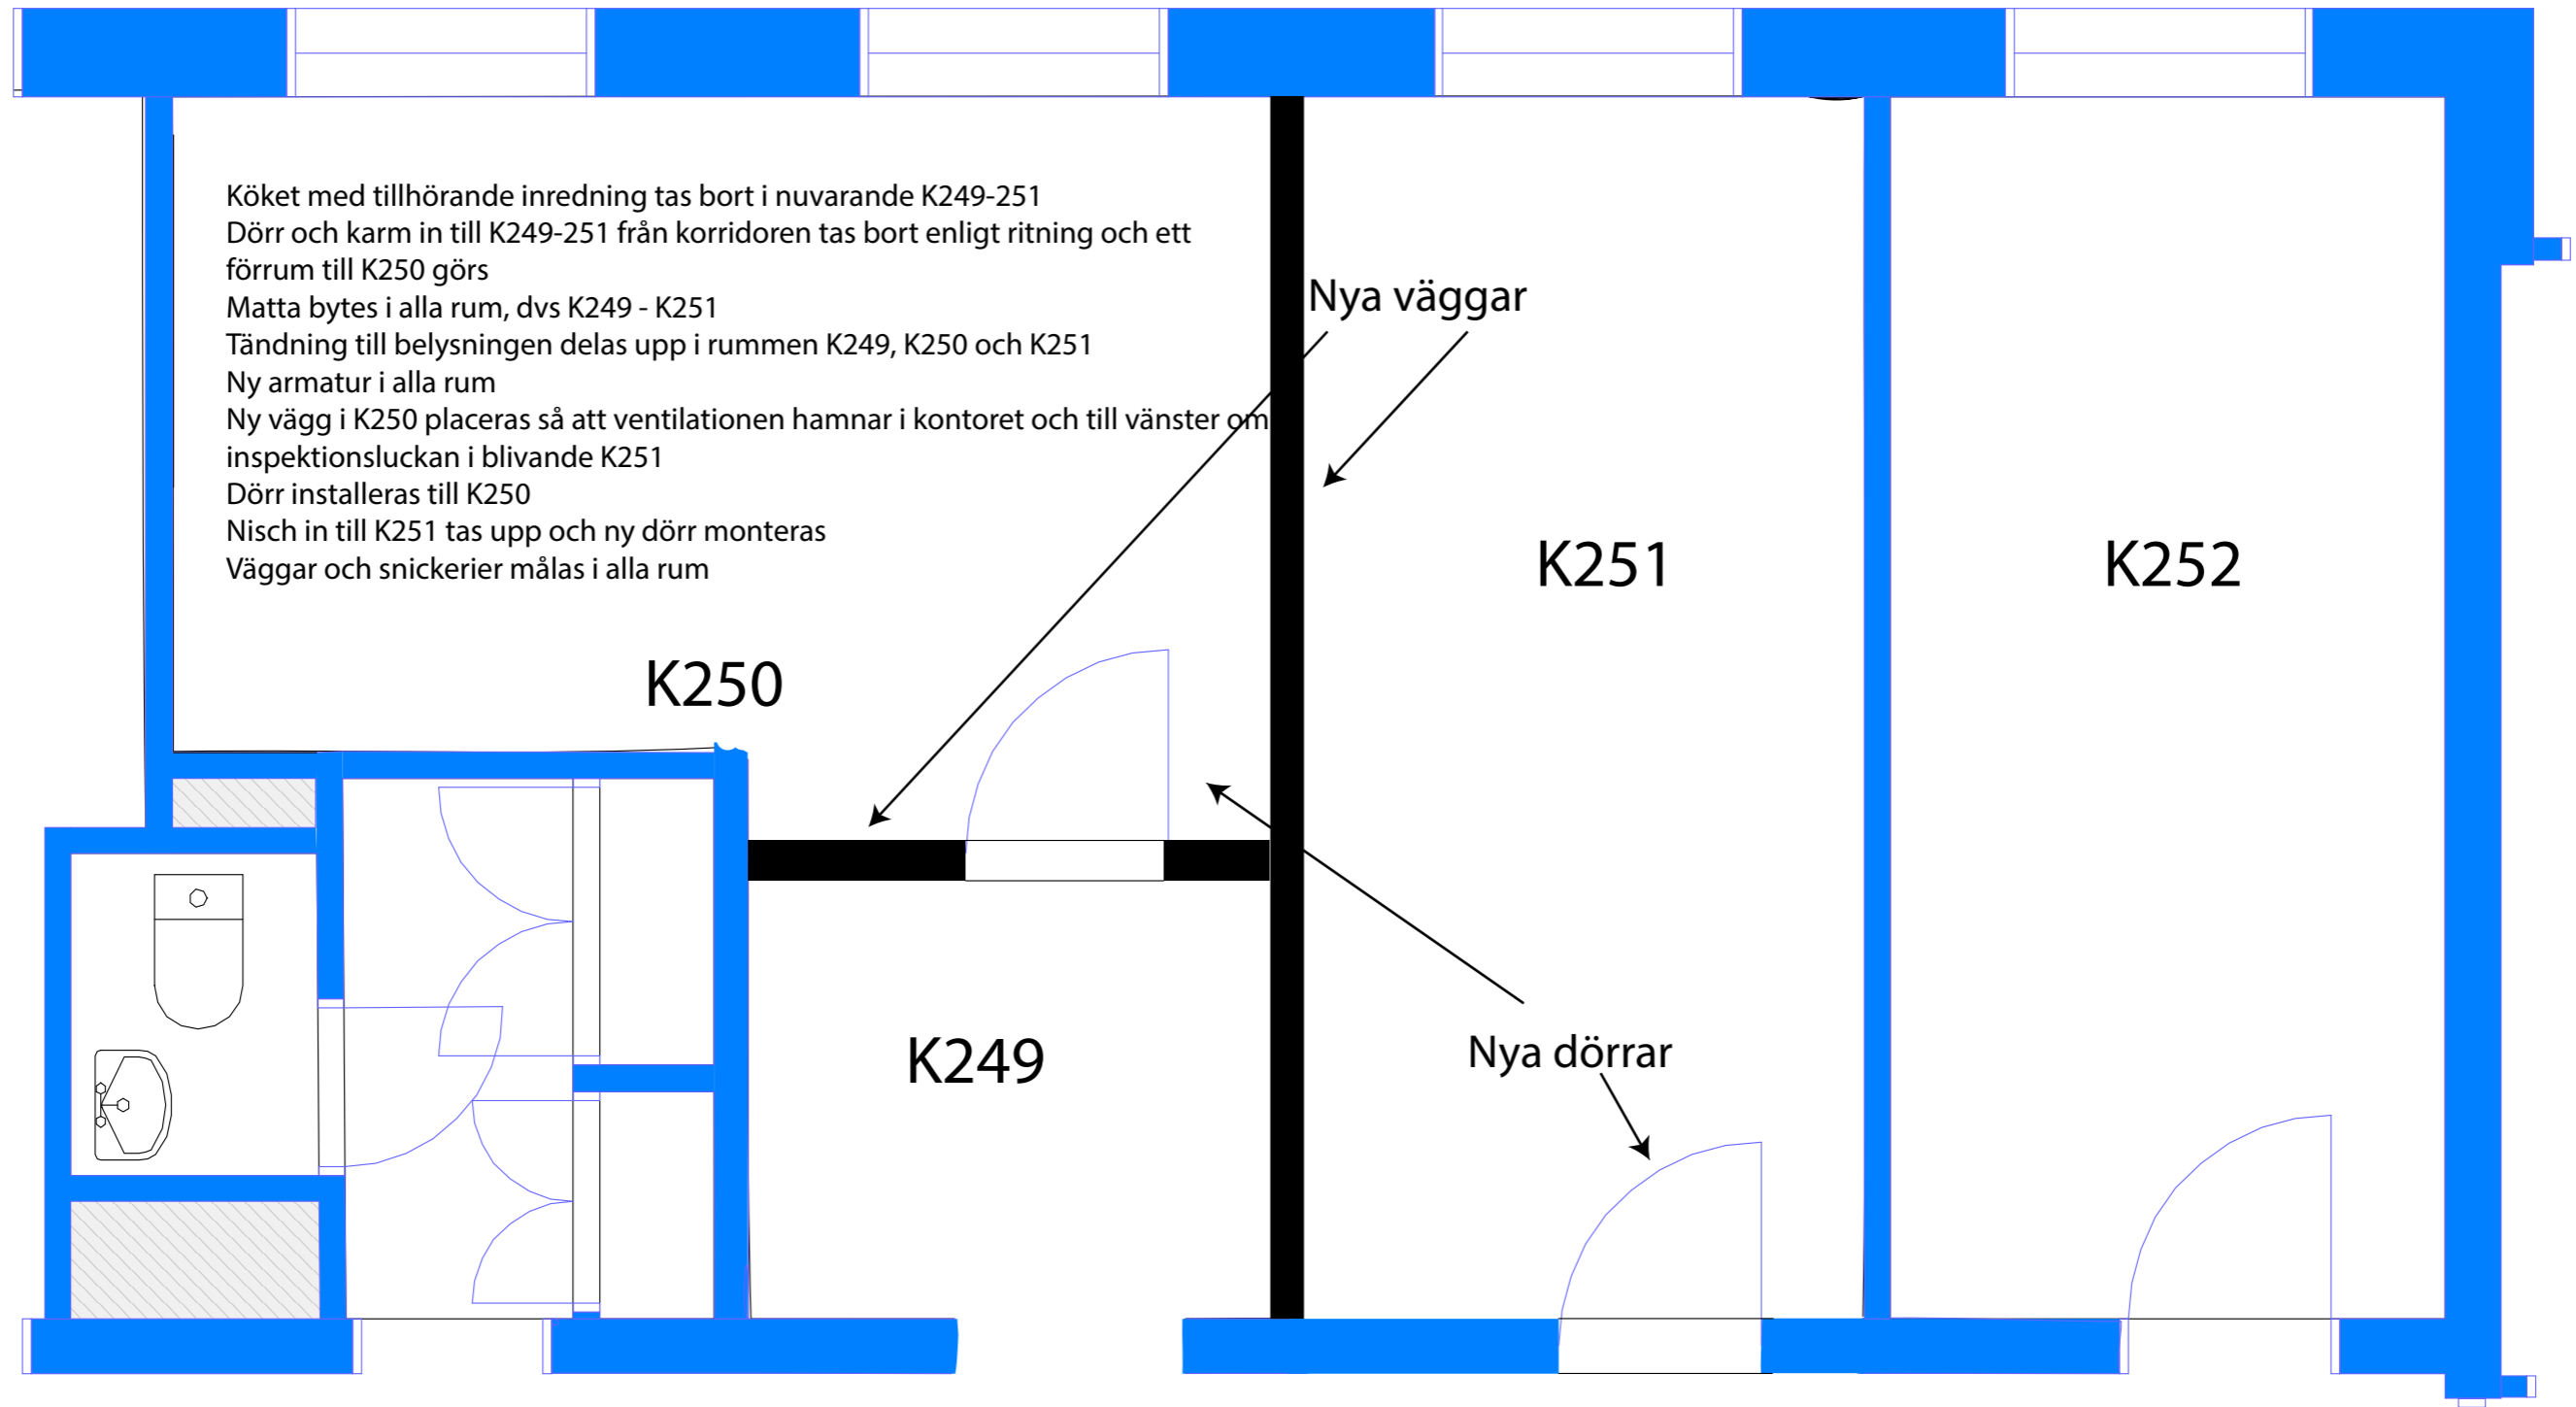 Köket med tillhörande inredning tas bort i nuvarande K249-251
Dörr och karm in till K249-251 från korridoren tas bort enligt ritning och ett
förrum till K250 görs
Matta bytes i alla rum, dvs K249 - K251
Tändning till belysningen delas upp i rummen K249, K250 och K251
Ny armatur i alla rum
Ny vägg i K250 placeras så att ventilationen hamnar i kontoret och till vänster om
inspektionsluckan i blivande K251
Dörr installeras till K250
Nisch in till K251 tas upp och ny dörr monteras
Väggar och snickerier målas i alla rum
Nya väggar
K251
K252
K250
K249
Nya dörrar